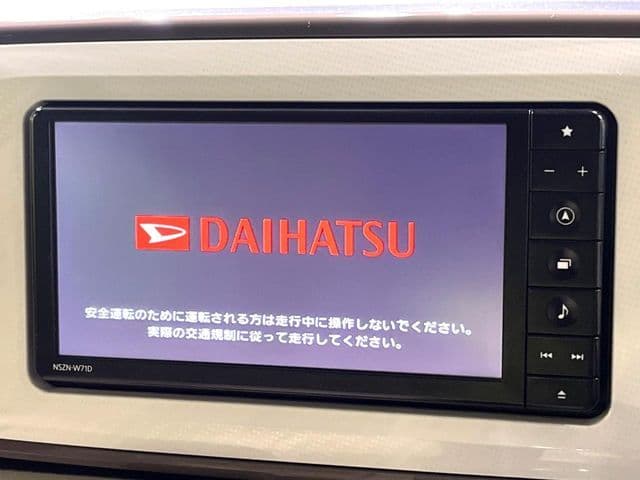 DAIHATSU
安全運転のために運転される方は走行中に操作しないでください。
実際の交通規制に従って走行してください。
NSZN-W71D